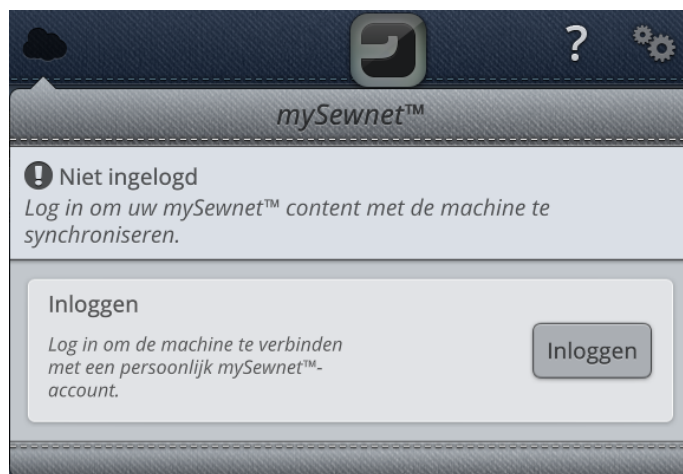 ?
mySewnet™
Niet ingelogd
Log in om uw mySewnet™ content met de machine te
synchroniseren.
Inloggen
Log in om de machine te verbinden
met een persoonlijk mySewnet™-
account.
Inloggen